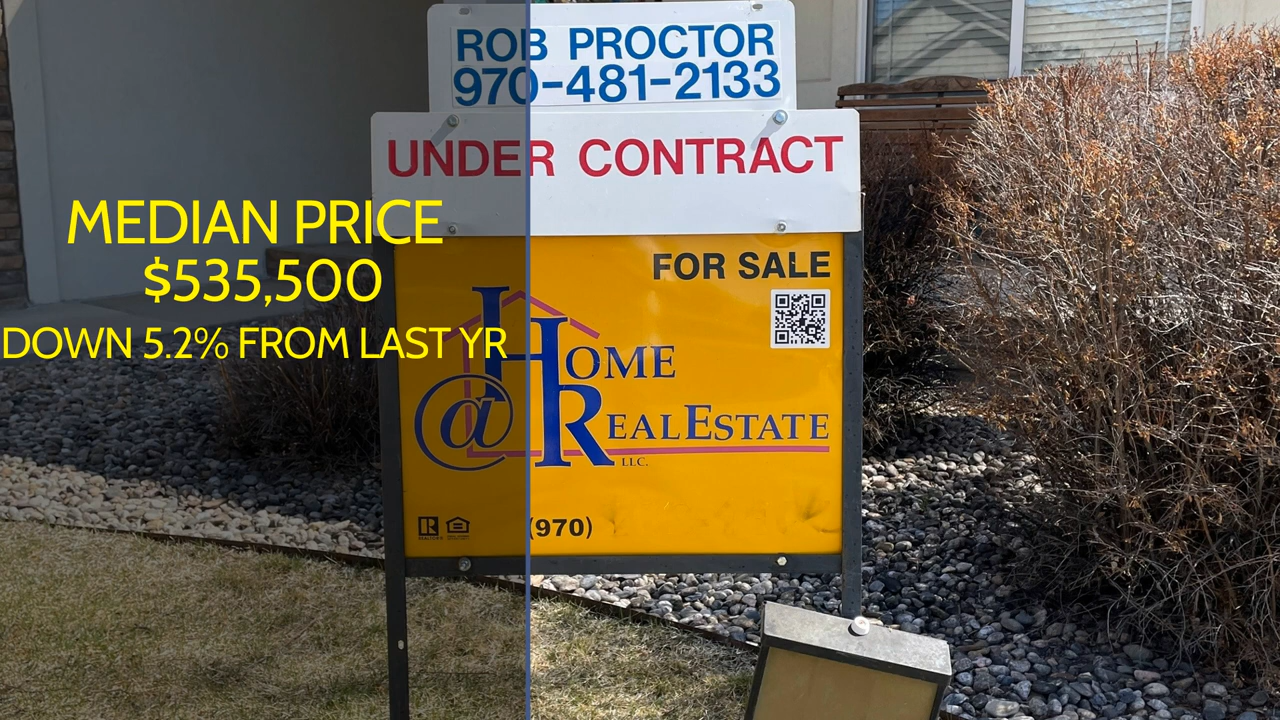 ROB PROCTOR
970-481-2133
UNDER CONTRACT
MEDIAN PRICE
$535,500
DOWN 5.2% FROM LAST YR
FOR SALE
HOME
@ REALESTATE
LLC.
(970)